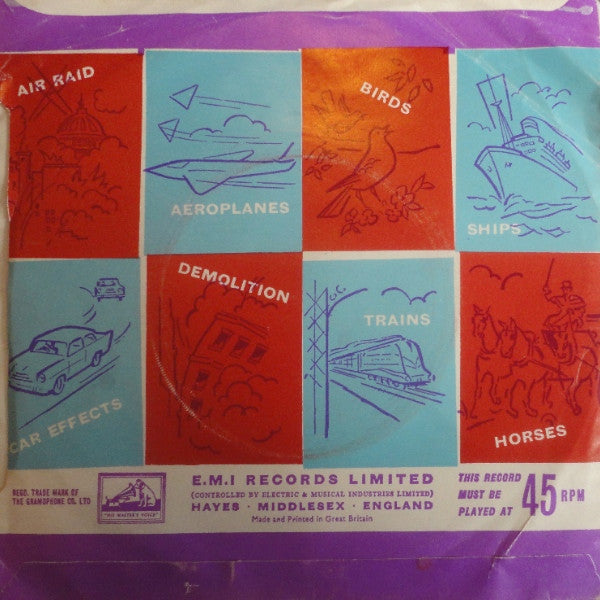 AIR RAID
AEROPLANES
BIRDS
SHIPS
CAR EFFECTS
DEMOLITION
TRAINS
HORSES
REGD. TRADE MARK OF
THE GRAMOPHONE CO. LTD
"HIS MASTER'S VOICE"
E.M.I RECORDS LIMITED
(CONTROLLED BY ELECTRIC & MUSICAL INDUSTRIES LIMITED)
HAYES · MIDDLESEX · ENGLAND
Made and Printed in Great Britain
THIS RECORD
MUST BE
PLAYED AT
45 RPM